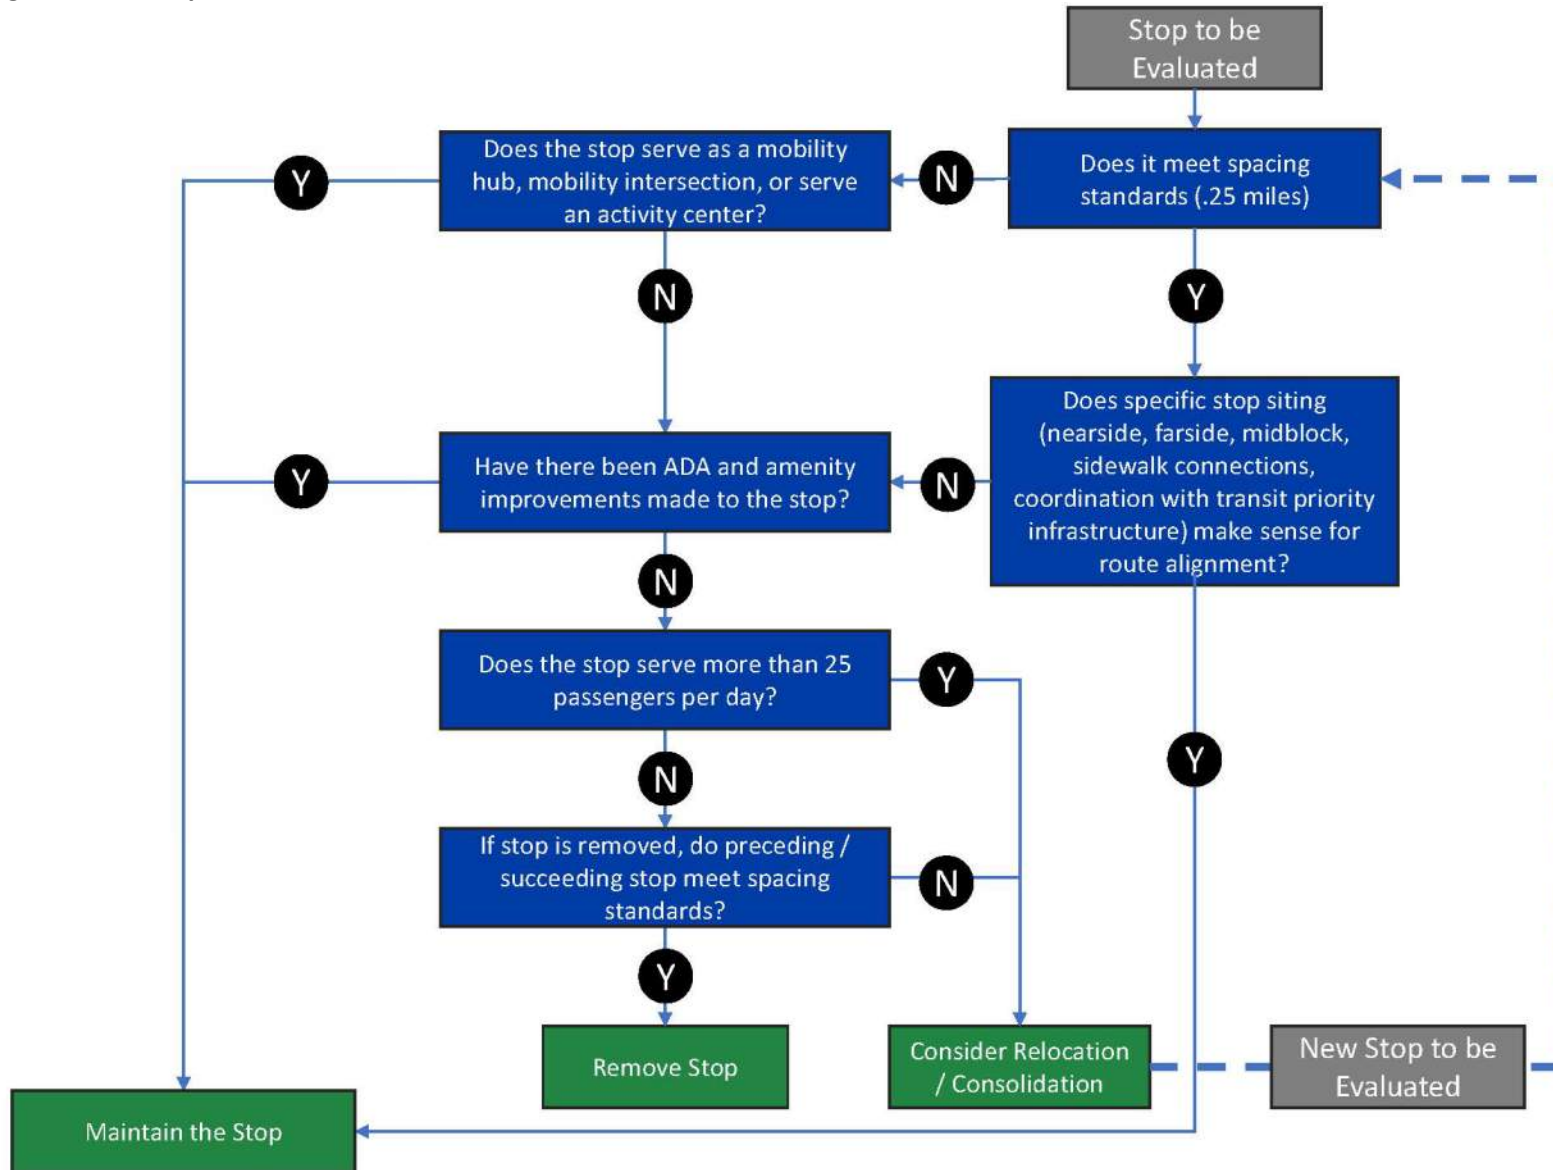 Stop to be
Evaluated
Does the stop serve as a mobility
hub, mobility intersection, or serve
an activity center?
Y
N
Does it meet spacing
standards (.25 miles)
N
Y
Does specific stop siting
(nearside, farside, midblock,
sidewalk connections,
coordination with transit priority
infrastructure) make sense for
route alignment?
Have there been ADA and amenity
improvements made to the stop?
Y
N
N
Does the stop serve more than 25
passengers per day?
Y
N
Y
If stop is removed, do preceding /
succeeding stop meet spacing
standards?
N
Y
Remove Stop
Consider Relocation
/ Consolidation
New Stop to be
Evaluated
Maintain the Stop